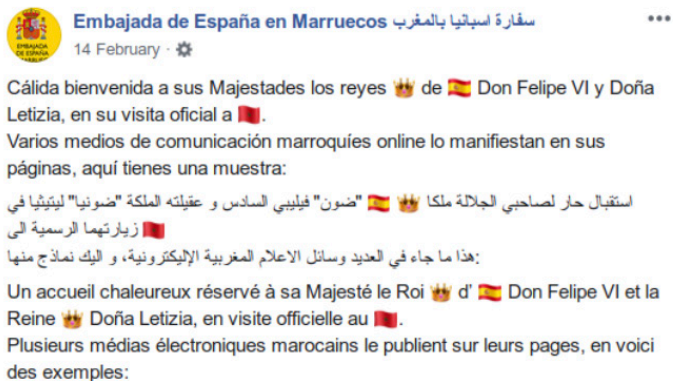 Embajada de España en Marruecos سفارة اسبانيا بالمغرب
14 February ·
EMBAJADA
DE ESPAÑA
Cálida bienvenida a sus Majestades los reyes 👑 de 🇪🇸 Don Felipe VI y Doña
Letizia, en su visita oficial a 🇲🇦.
Varios medios de comunicación marroquíes online lo manifiestan en sus
páginas, aquí tienes una muestra:
استقبال حار لصاحبي الجلالة ملكا 👑 🇪🇸 "ضون" فيليبي السادس و عقيلته الملكة "ضونيا" ليتيثيا في
زيارتهما الرسمية الى 🇲🇦
هذا ما جاء في العديد وسائل الاعلام المغربية الإليكترونية، و اليك نماذج منها:
Un accueil chaleureux réservé à sa Majesté le Roi 👑 d' 🇪🇸 Don Felipe VI et la
Reine 👑 Doña Letizia, en visite officielle au 🇲🇦.
Plusieurs médias électroniques marocains le publient sur leurs pages, en voici
des exemples: